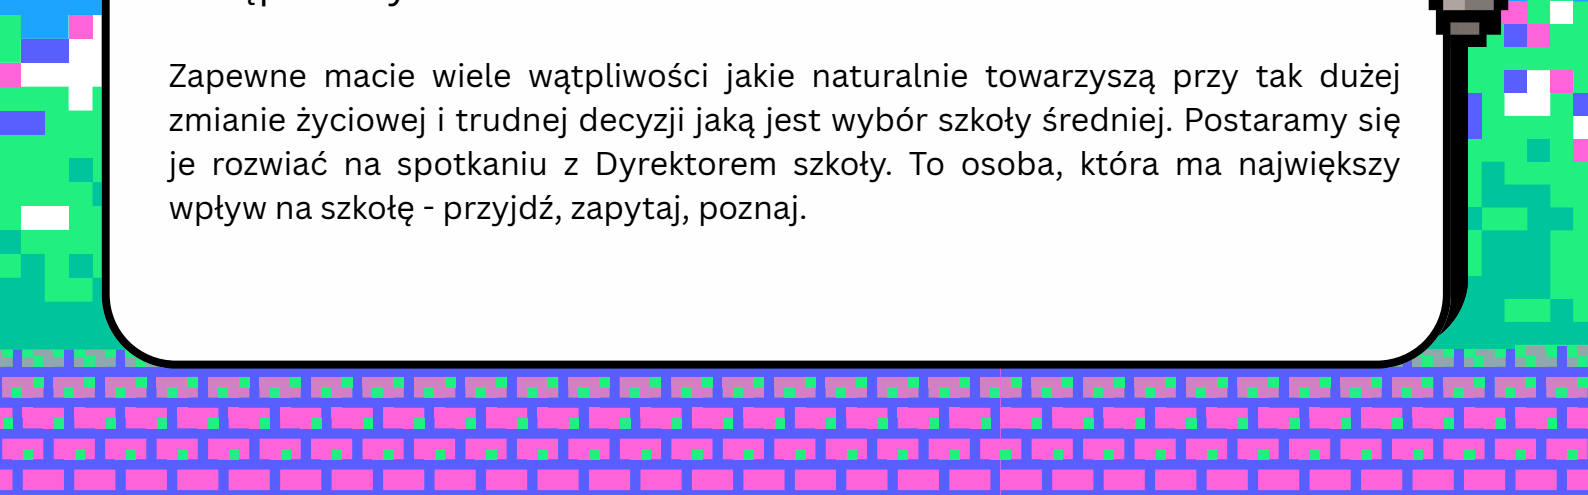 Zapewne macie wiele wątpliwości jakie naturalnie towarzyszą przy tak dużej
zmianie życiowej i trudnej decyzji jaką jest wybór szkoły średniej. Postaramy się
je rozwiać na spotkaniu z Dyrektorem szkoły. To osoba, która ma największy
wpływ na szkołę - przyjdź, zapytaj, poznaj.